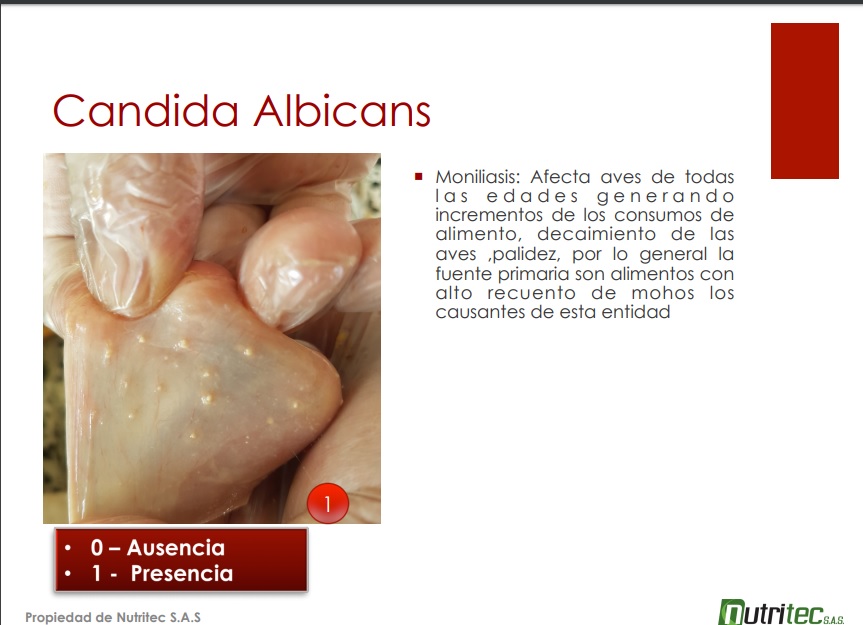 Candida Albicans
Moniliasis: Afecta aves de todas
las edades generando
incrementos de los consumos de
alimento, decaimiento de las
aves ,palidez, por lo general la
fuente primaria son alimentos con
alto recuento de mohos los
causantes de esta entidad
1
• 0 – Ausencia
• 1 - Presencia
Propiedad de Nutritec S.A.S
nutritec S.A.S.